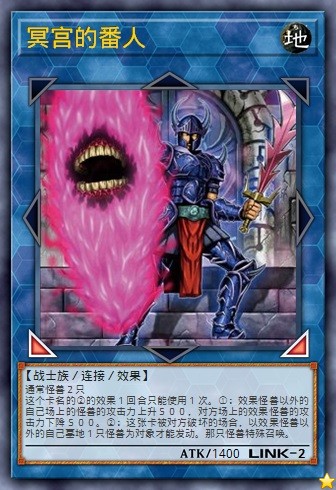 冥宫的番人
地
【战士族／连接／效果】
通常怪兽２只
这个卡名的②的效果１回合只能使用１次。①：效果怪兽以外的
自己场上的怪兽的攻击力上升５００，对方场上的效果怪兽的攻
击力下降５００。②：这张卡被对方破坏的场合，以效果怪兽以
外的自己墓地１只怪兽为对象才能发动。那只怪兽特殊召唤。
ATK/1400 LINK-2